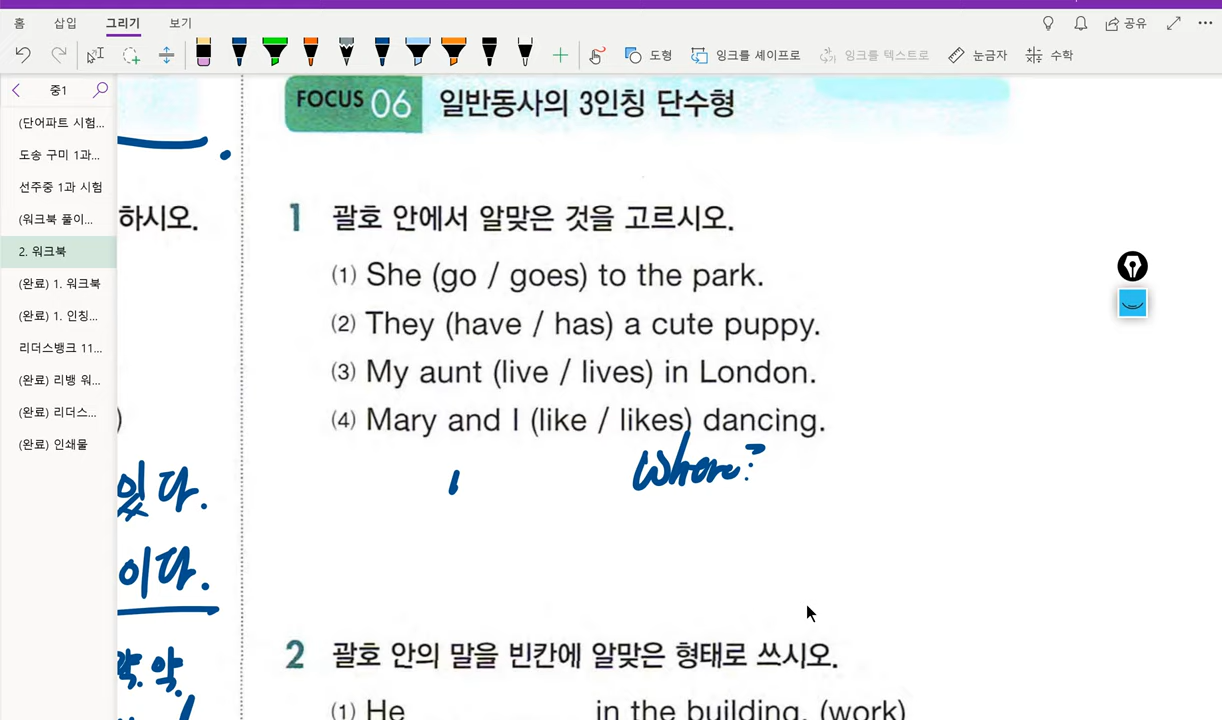 홈 삽입 그리기 보기 공유
도형 잉크를 셰이프로 잉크를 텍스트로 눈금자 수학
중1
(단어파트 시험...
도송 구미 1과...
선주중 1과 시험
(워크북 풀이...
2. 워크북
(완료) 1. 워크북
(완료) 1. 인칭...
리더스뱅크 11...
(완료) 리뱅 워...
(완료) 리더스...
(완료) 인쇄물
하시오.
)
있다.
이다.
FOCUS 06 일반동사의 3인칭 단수형
1 괄호 안에서 알맞은 것을 고르시오.
(1) She (go / goes) to the park.
(2) They (have / has) a cute puppy.
(3) My aunt (live / lives) in London.
(4) Mary and I (like / likes) dancing.
where?
2 괄호 안의 말을 빈칸에 알맞은 형태로 쓰시오.
(1) He in the building. (work)